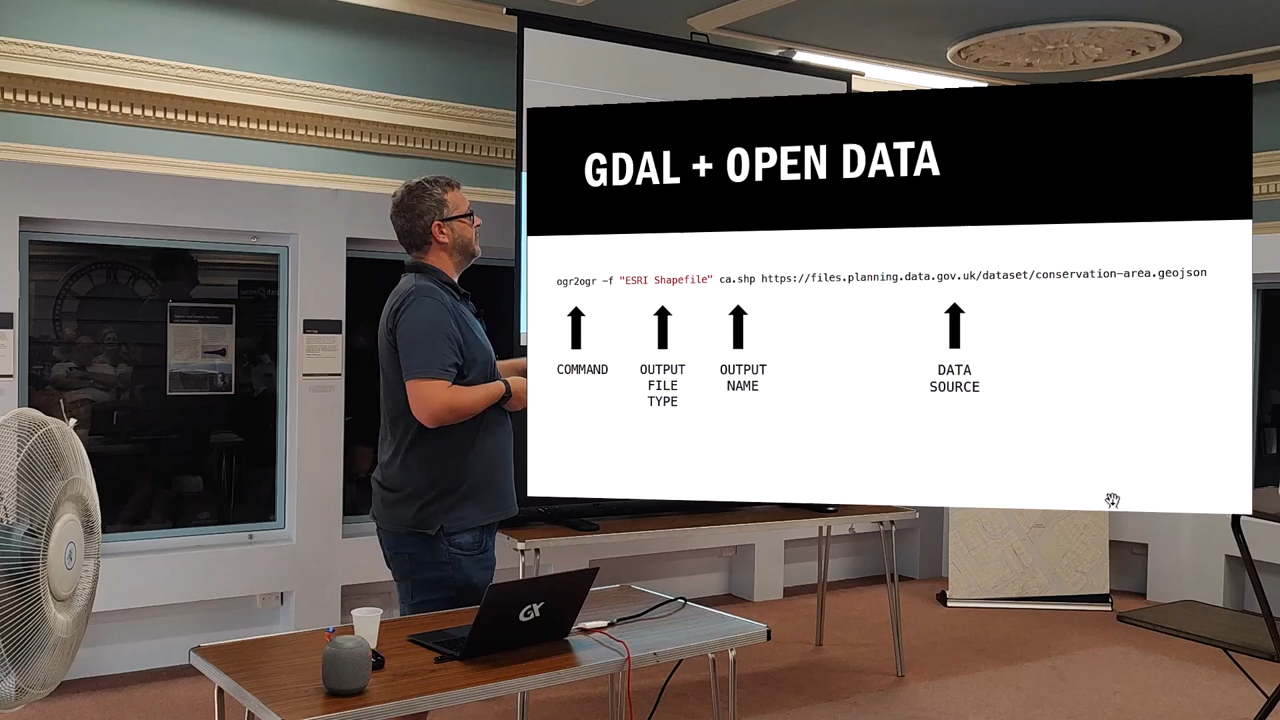 GDAL + OPEN DATA
ogr2ogr -f "ESRI Shapefile" ca.shp https://files.planning.data.gov.uk/dataset/conservation-area.geojson
COMMAND
OUTPUT
FILE
TYPE
OUTPUT
NAME
DATA
SOURCE